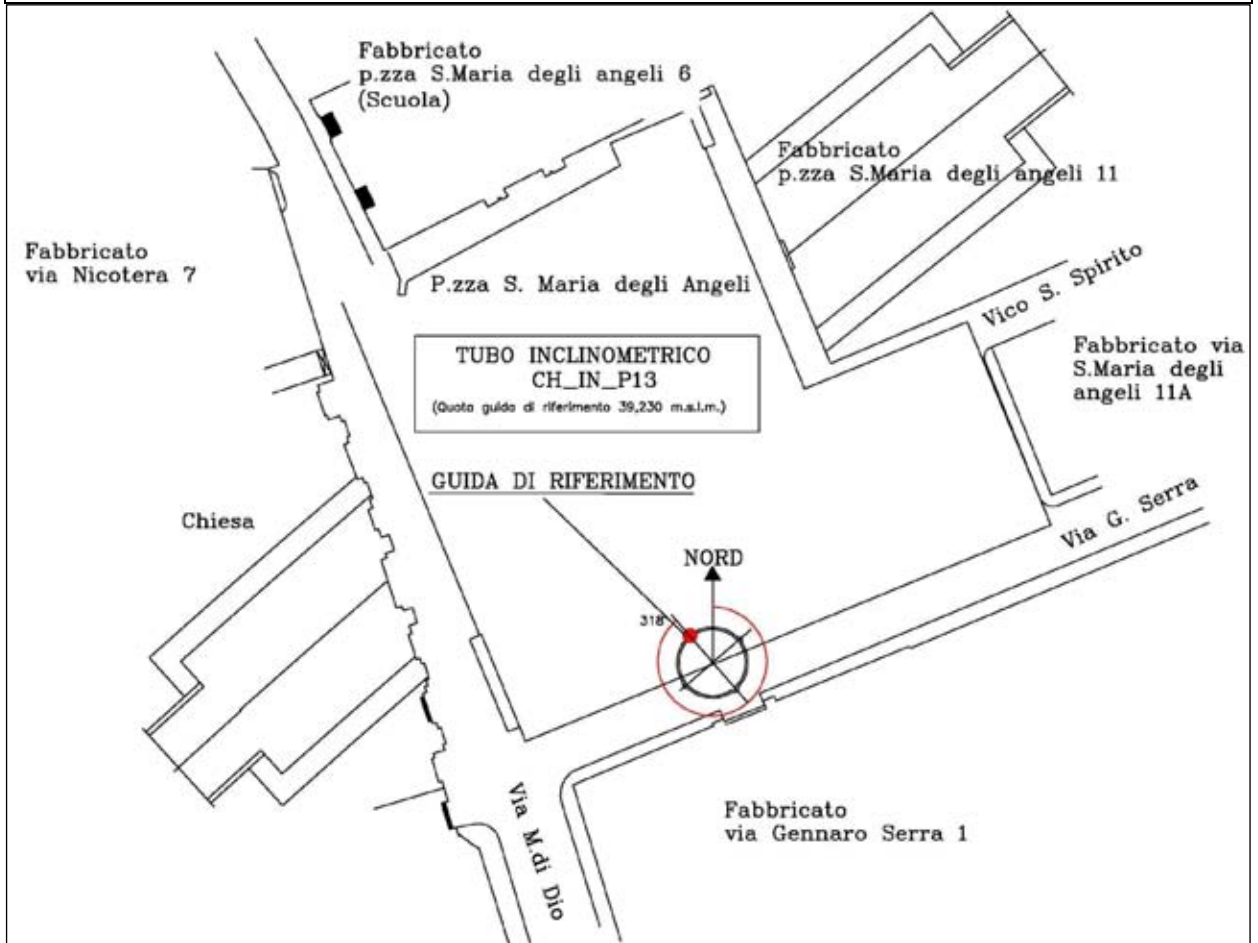 Fabbricato
p.zza S.Maria degli angeli 6
(Scuola)
Fabbricato
p.zza S.Maria degli angeli 11
Fabbricato
via Nicotera 7
P.zza S. Maria degli Angeli
Vico S. Spirito
TUBO INCLINOMETRICO
CH_IN_P13
(Quota guida di riferimento 39,230 m.s.l.m.)
Fabbricato via
S.Maria degli
angeli 11A
GUIDA DI RIFERIMENTO
Chiesa
Via G. Serra
NORD
318°
Via M.di Dio
Fabbricato
via Gennaro Serra 1